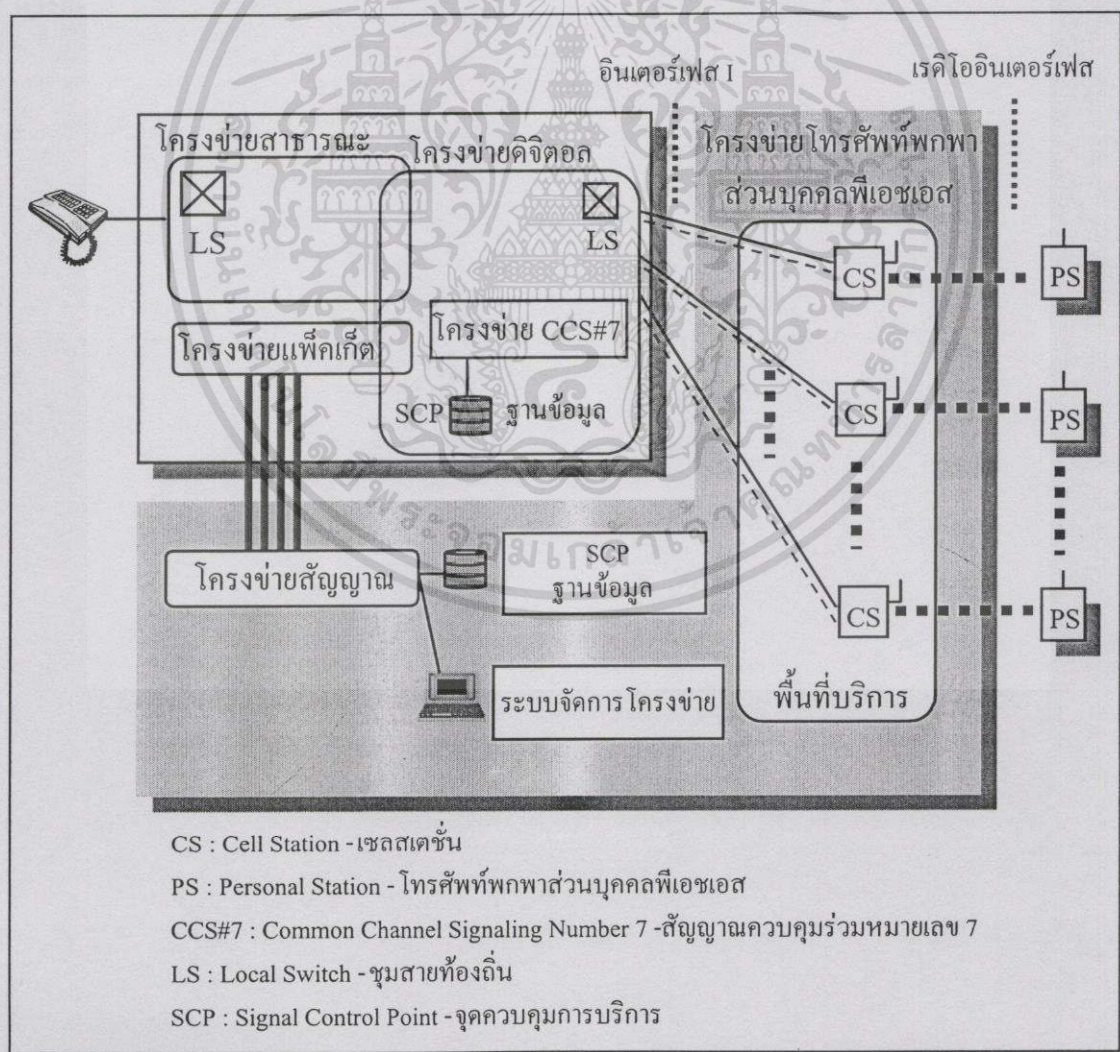 อินเตอร์เฟส I
เรดิโออินเตอร์เฟส
โครงข่ายสาธารณะ
โครงข่ายดิจิตอล
โครงข่ายโทรศัพท์พกพา
ส่วนบุคคลพีเอชเอส
LS
LS
CS
PS
โครงข่ายแพ็คเก็ต
โครงข่าย CCS#7
SCP
ฐานข้อมูล
CS
PS
โครงข่ายสัญญาณ
SCP
ฐานข้อมูล
CS
PS
ระบบจัดการโครงข่าย
พื้นที่บริการ
CS : Cell Station -เซลสเตชั่น
PS : Personal Station - โทรศัพท์พกพาส่วนบุคคลพีเอชเอส
CCS#7 : Common Channel Signaling Number 7 -สัญญาณควบคุมร่วมหมายเลข 7
LS : Local Switch - ชุมสายท้องถิ่น
SCP : Signal Control Point -จุดควบคุมการบริการ